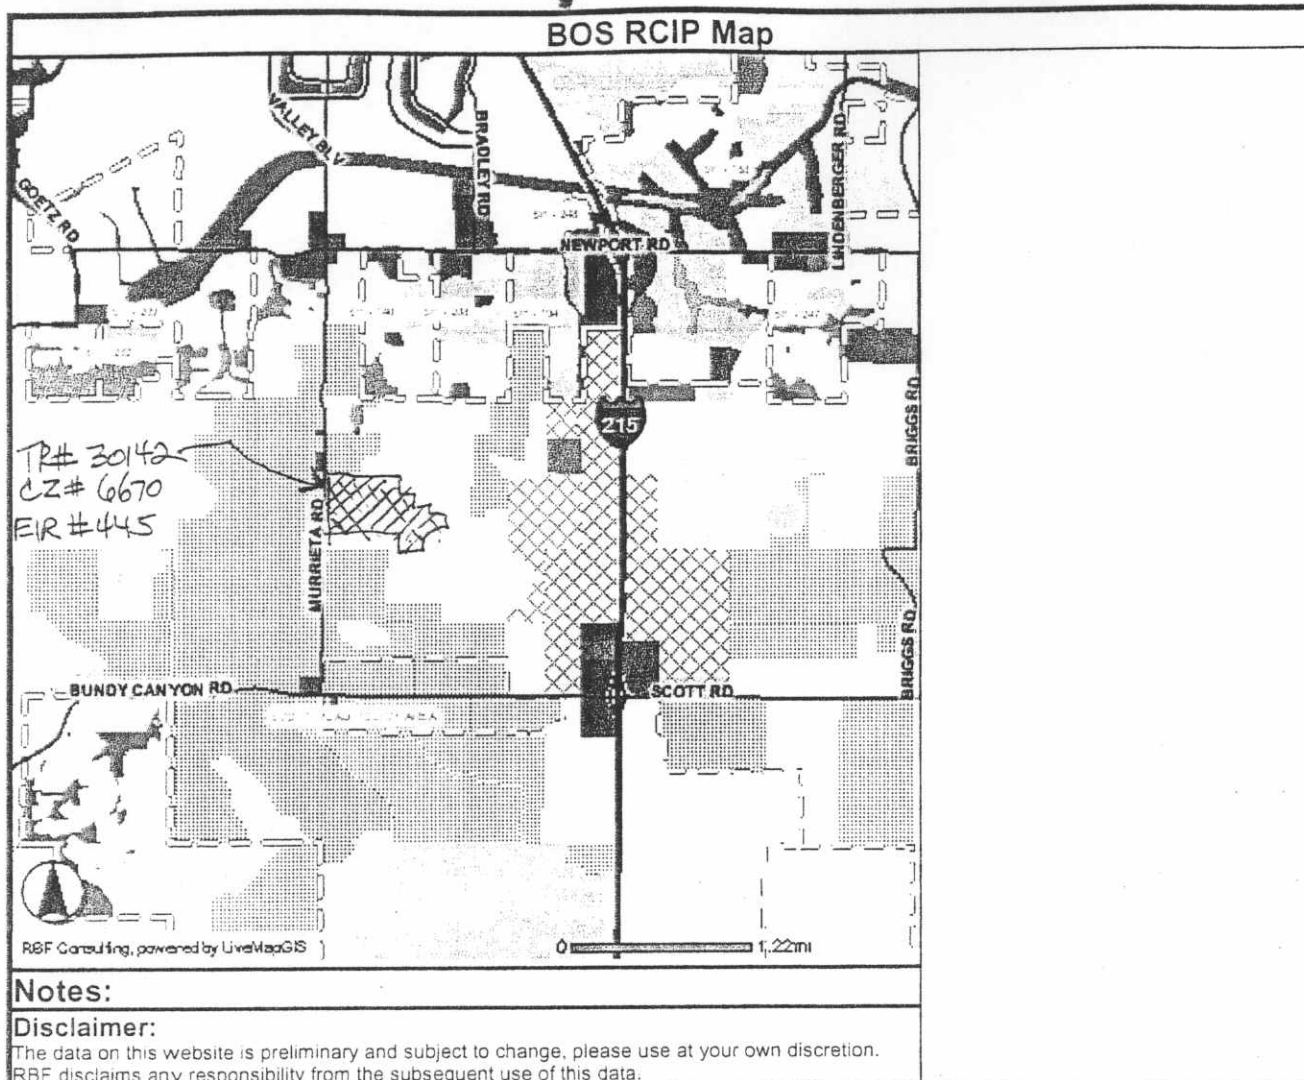 BOS RCIP Map
VALLEY BLV
BRADLEY RD
LINDENBERGER RD
GOETZ RD
NEWPORT RD
215
BRIGGS RD
TR# 30142
CZ# 6670
EIR #445
MURRIETA RD
BRIGGS RD
BUNDY CANYON RD
SCOTT RD
RBF Consulting, powered by LiveMapGIS
0 1.22mi
Notes:
Disclaimer:
The data on this website is preliminary and subject to change, please use at your own discretion.
RBF disclaims any responsibility from the subsequent use of this data.